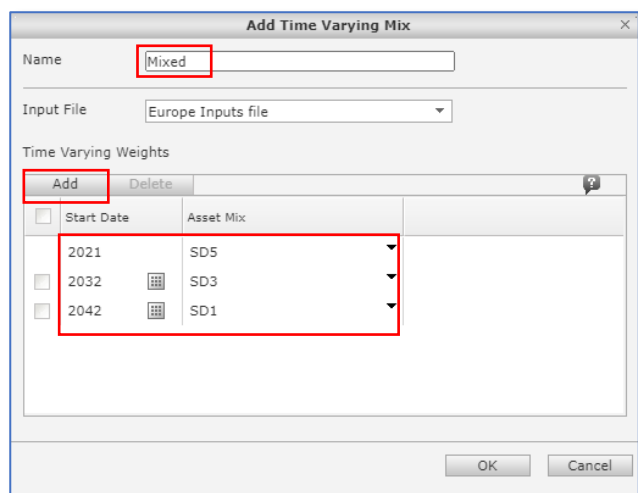 Add Time Varying Mix
Name Mixed
Input File Europe Inputs file
Time Varying Weights
Add Delete
Start Date Asset Mix
2021 SD5
2032 SD3
2042 SD1
OK Cancel